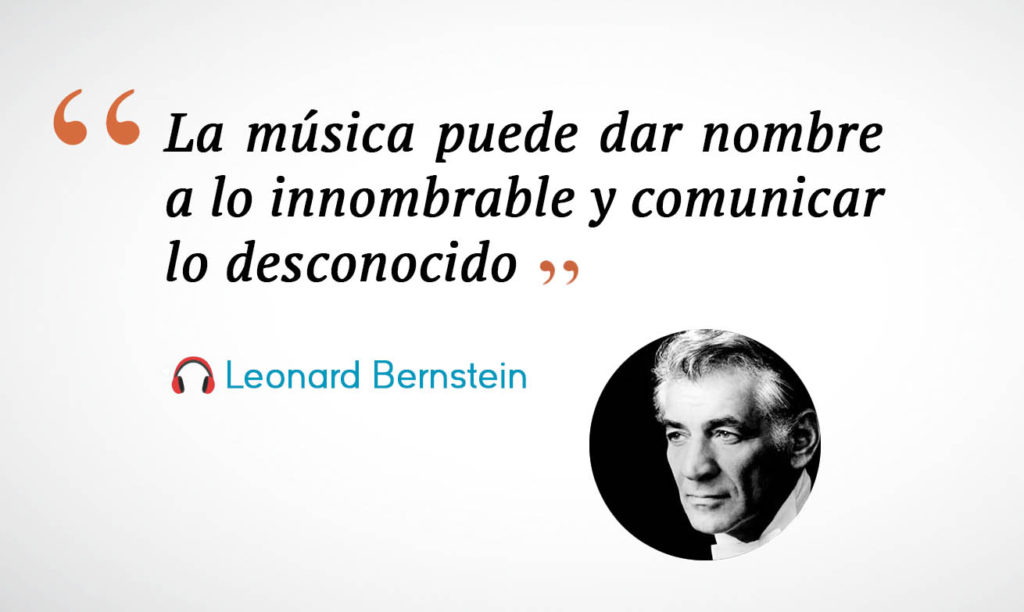 “ La música puede dar nombre
a lo innombrable y comunicar
lo desconocido ”
Leonard Bernstein